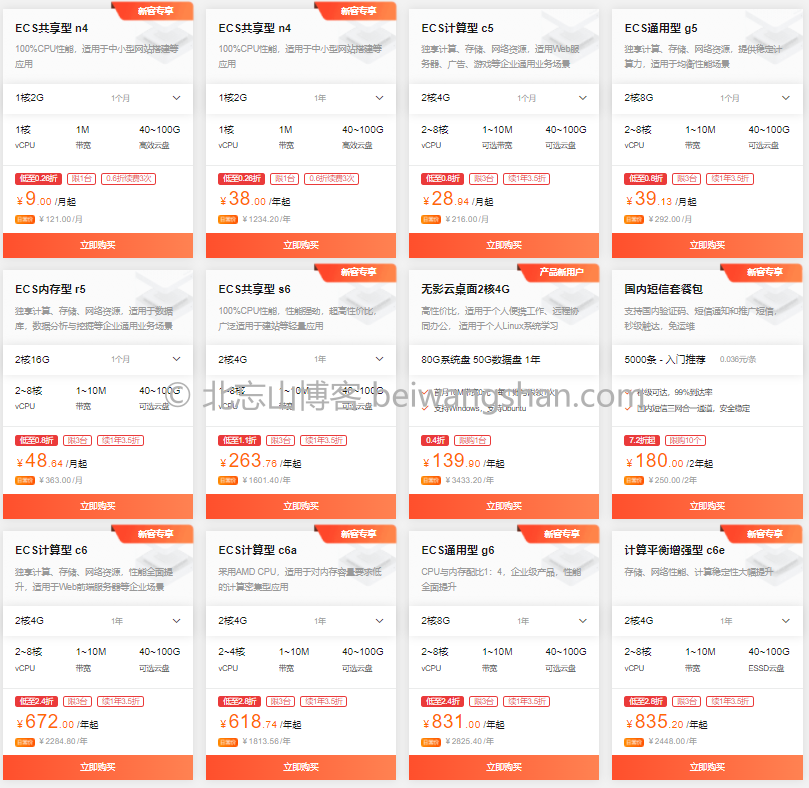 新客专享
ECS共享型 n4
100%CPU性能，适用于中小型网站搭建等
应用
1核2G 1个月
1核 1M 40~100G
vCPU 带宽 高效云盘
低至0.26折 限1台 0.6折续费3次
￥9.00 /月起
日常价 ￥121.00/月
立即购买
新客专享
ECS共享型 n4
100%CPU性能，适用于中小型网站搭建等
应用
1核2G 1年
1核 1M 40~100G
vCPU 带宽 高效云盘
低至0.26折 限1台 0.6折续费3次
￥38.00 /年起
日常价 ￥1234.20/年
立即购买
ECS计算型 c5
独享计算、存储、网络资源，适用Web服
务器、广告、游戏等企业通用业务场景
2核4G 1个月
2~8核 1~10M 40~100G
vCPU 可选带宽 可选云盘
低至0.8折 限3台 续1年3.5折
￥28.94 /月起
日常价 ￥216.00/月
立即购买
ECS通用型 g5
独享计算、存储、网络资源，提供稳定计
算力，适用于均衡性能场景
2核8G 1个月
2~8核 1~10M 40~100G
vCPU 可选带宽 可选云盘
低至0.8折 限3台 续1年3.5折
￥39.13 /月起
日常价 ￥292.00/月
立即购买
ECS内存型 r5
独享计算、存储、网络资源，适用于数据
库、数据分析与挖掘等企业通用业务场景
2核16G 1个月
2~8核 1~10M 40~100G
vCPU 带宽 可选云盘
低至0.8折 限3台 续1年3.5折
￥48.64 /月起
日常价 ￥363.00/月
立即购买
新客专享
ECS共享型 s6
100%CPU性能，性能强劲，超高性价比，
广泛适用于建站等轻量应用
2核4G 1年
1~8核 1~10M 40~100G
vCPU 带宽 可选云盘
低至1.1折 限3台 续1年3.5折
￥263.76 /年起
日常价 ￥1601.40/年
立即购买
产品新用户
无影云桌面2核4G
高性价比，适用于个人便携工作、远程协
同办公， 适用于个人Linux系统学习
80G系统盘 50G数据盘 1年
支持Windows，支持Ubuntu
0.4折 限购1台
￥139.90 /年起
日常价 ￥3433.20/年
立即购买
新客专享
国内短信套餐包
支持国内验证码、短信通知和推广短信，
秒级触达，免运维
5000条 - 入门推荐 0.036元/条
秒级可达，99%到达率
国内短信三网合一通道，安全稳定
7.2折起 限购10个
￥180.00 /2年起
日常价 ￥250.00/2年
立即购买
© 北忘山博客 beiwangshan.com
新客专享
ECS计算型 c6
独享计算、存储、网络资源，性能全面提
升，适用于Web前端服务器等企业场景
2核4G 1年
2~8核 1~10M 40~100G
vCPU 带宽 可选云盘
低至2.4折 限3台 续1年3.5折
￥672.00 /年起
日常价 ￥2284.80/年
立即购买
新客专享
ECS计算型 c6a
采用AMD CPU，适用于对内存容量要求低
的计算密集型应用
2核4G 1年
2~4核 1~10M 40~100G
vCPU 带宽 可选云盘
低至2.8折 限3台 续1年3.5折
￥618.74 /年起
日常价 ￥1813.56/年
立即购买
新客专享
ECS通用型 g6
CPU与内存配比1：4，企业级产品，性能
全面提升
2核8G 1年
2~8核 1~10M 40~100G
vCPU 带宽 可选云盘
低至2.4折 限3台 续1年3.5折
￥831.00 /年起
日常价 ￥2825.40/年
立即购买
新客专享
计算平衡增强型 c6e
存储、网络性能、计算稳定性大幅提升
2核4G 1年
2~8核 1~10M 40~100G
vCPU 带宽 ESSD云盘
低至2.8折 限3台 续1年3.5折
￥835.20 /年起
日常价 ￥2448.00/年
立即购买